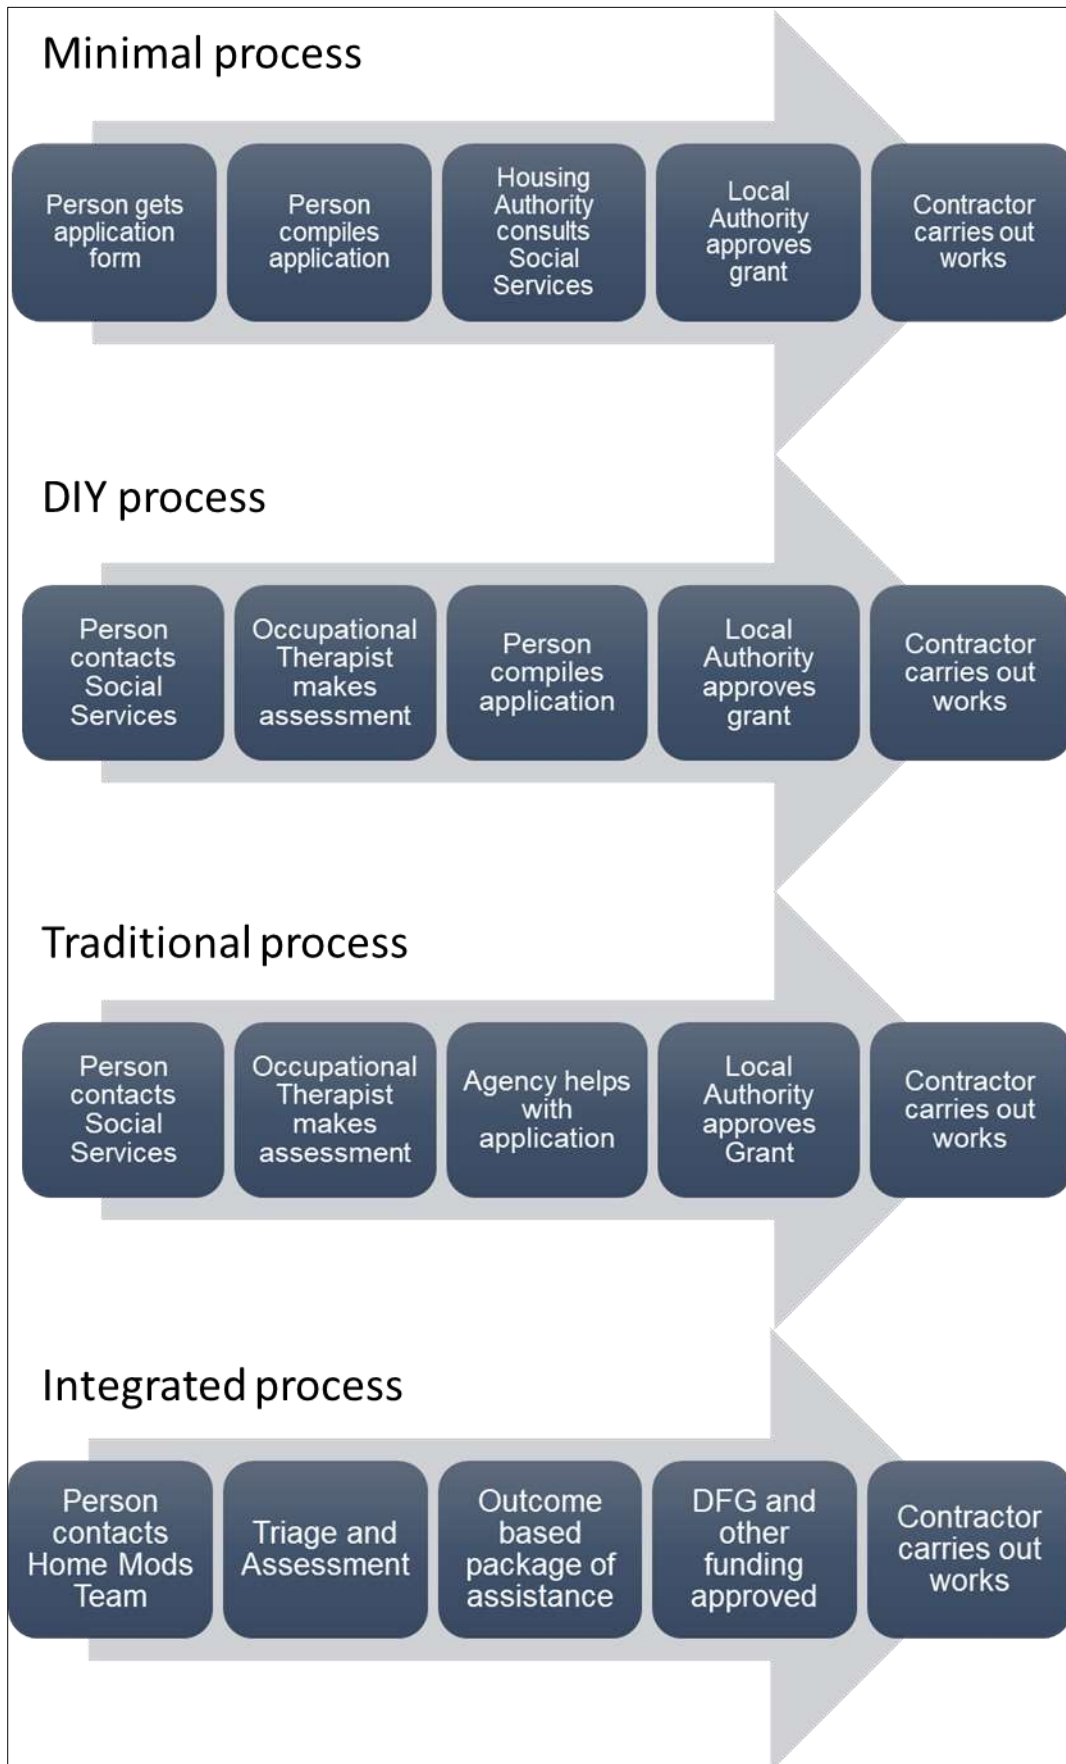 Minimal process
Person gets
application
form
Person
compiles
application
Housing
Authority
consults
Social
Services
Local
Authority
approves
grant
Contractor
carries out
works
DIY process
Person
contacts
Social
Services
Occupational
Therapist
makes
assessment
Person
compiles
application
Local
Authority
approves
grant
Contractor
carries out
works
Traditional process
Person
contacts
Social
Services
Occupational
Therapist
makes
assessment
Agency helps
with
application
Local
Authority
approves
Grant
Contractor
carries out
works
Integrated process
Person
contacts
Home Mods
Team
Triage and
Assessment
Outcome
based
package of
assistance
DFG and
other
funding
approved
Contractor
carries out
works